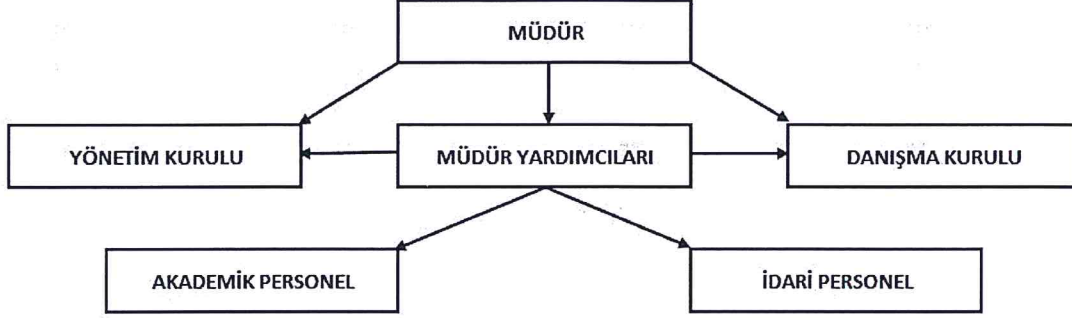 MÜDÜR
YÖNETİM KURULU
MÜDÜR YARDIMCILARI
DANIŞMA KURULU
AKADEMİK PERSONEL
İDARİ PERSONEL